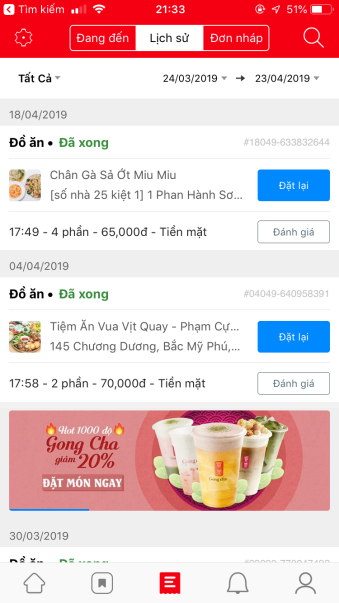 Tìm kiếm 21:33 51%
Đang đến Lịch sử Đơn nháp
Tất Cả 24/03/2019 → 23/04/2019
18/04/2019
Đồ ăn • Đã xong #18049-633832644
Chân Gà Sả Ớt Miu Miu
[số nhà 25 kiệt 1] 1 Phan Hành Sơ...
Đặt lại
17:49 - 4 phần - 65,000đ - Tiền mặt Đánh giá
04/04/2019
Đồ ăn • Đã xong #04049-640958391
Tiệm Ăn Vua Vịt Quay - Phạm Cự...
145 Chương Dương, Bắc Mỹ Phú,...
Đặt lại
17:58 - 2 phần - 70,000đ - Tiền mặt Đánh giá
Hot 1000 độ
Gong Cha
giảm 20%
ĐẶT MÓN NGAY
30/03/2019
Đồ ăn • Đã xong